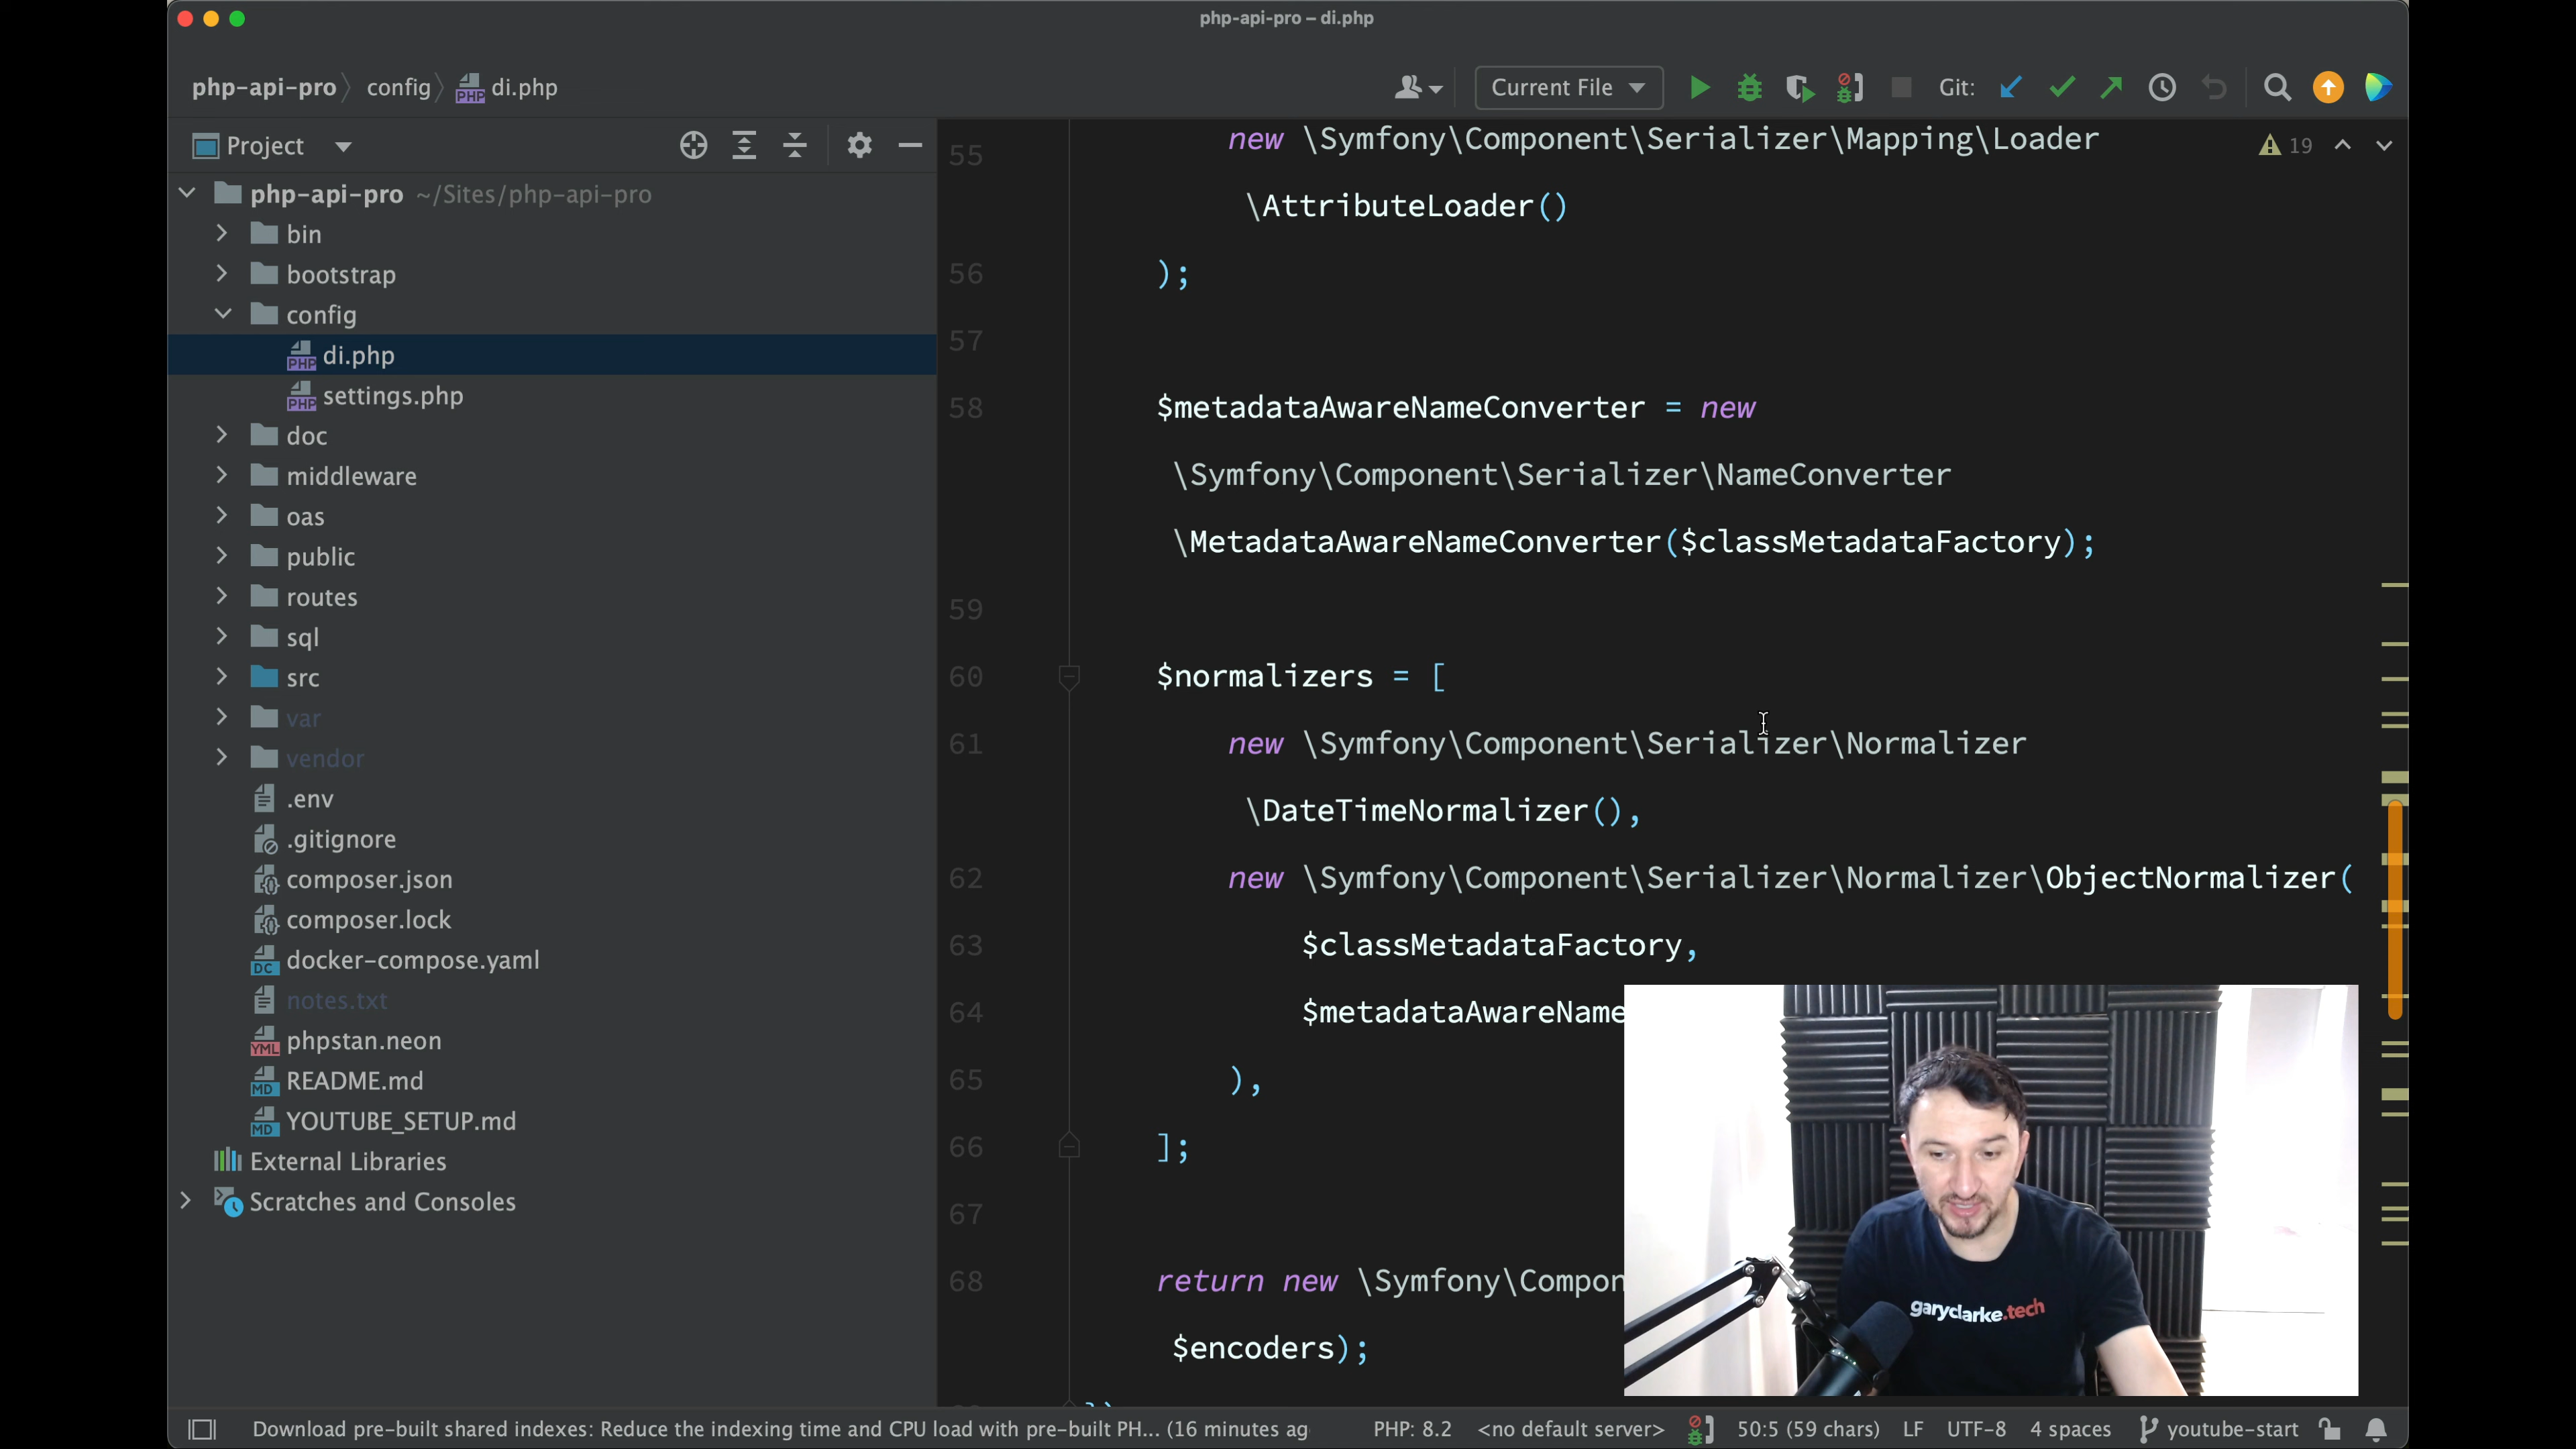 php-api-pro – di.php
php-api-pro config di.php
Current File
Git:
Project
19
php-api-pro ~/Sites/php-api-pro
bin
bootstrap
config
di.php
settings.php
doc
middleware
oas
public
routes
sql
src
var
vendor
.env
.gitignore
composer.json
composer.lock
docker-compose.yaml
notes.txt
phpstan.neon
README.md
YOUTUBE_SETUP.md
External Libraries
Scratches and Consoles
55 new \Symfony\Component\Serializer\Mapping\Loader
\AttributeLoader()
56 );
57
58 $metadataAwareNameConverter = new
\Symfony\Component\Serializer\NameConverter
\MetadataAwareNameConverter($classMetadataFactory);
59
60 $normalizers = [
61 new \Symfony\Component\Serializer\Normalizer
\DateTimeNormalizer(),
62 new \Symfony\Component\Serializer\Normalizer\ObjectNormalizer(
63 $classMetadataFactory,
64 $metadataAwareName
65 ),
66 ];
67
68 return new \Symfony\Compon
$encoders);
garyclarke.tech
Download pre-built shared indexes: Reduce the indexing time and CPU load with pre-built PH... (16 minutes ag
PHP: 8.2 <no default server> 50:5 (59 chars) LF UTF-8 4 spaces youtube-start